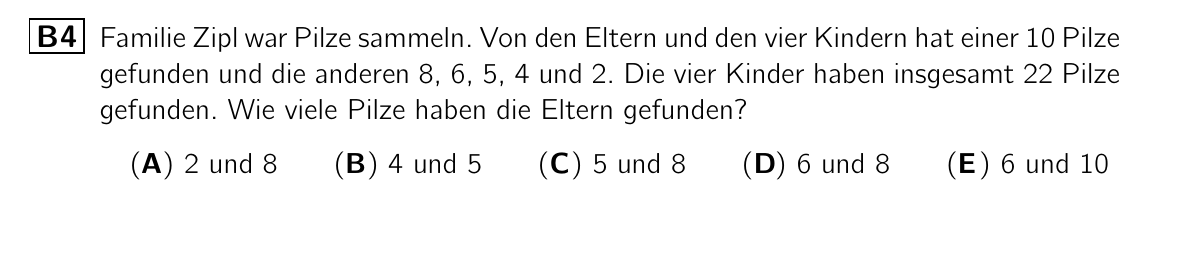 B4 Familie Zipl war Pilze sammeln. Von den Eltern und den vier Kindern hat einer 10 Pilze
gefunden und die anderen 8, 6, 5, 4 und 2. Die vier Kinder haben insgesamt 22 Pilze
gefunden. Wie viele Pilze haben die Eltern gefunden?
(A) 2 und 8 (B) 4 und 5 (C) 5 und 8 (D) 6 und 8 (E) 6 und 10